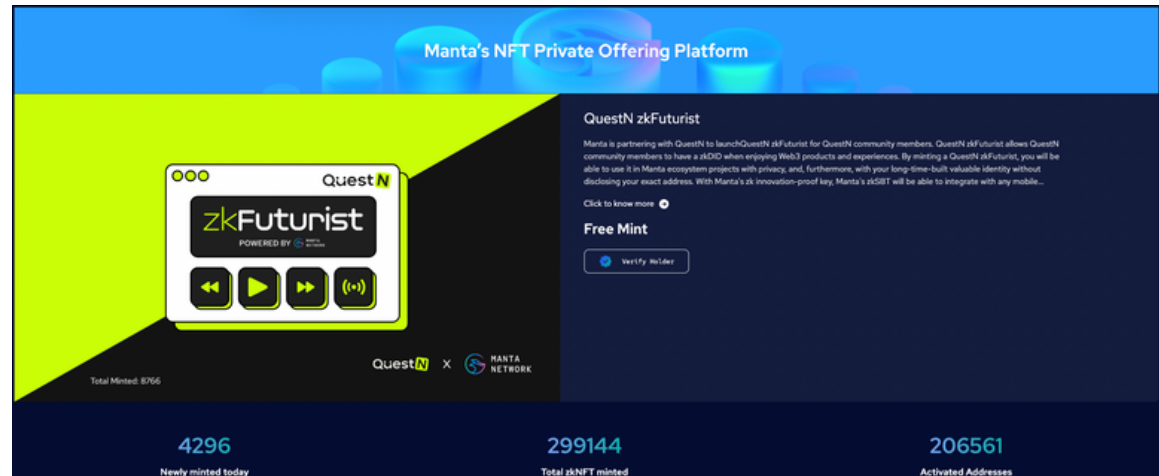 Manta's NFT Private Offering Platform
QuestN
zkFuturist
POWERED BY MANTA NETWORK
QuestN X MANTA NETWORK
Total Minted: 8766
QuestN zkFuturist
Manta is partnering with QuestN to launchQuestN zkFuturist for QuestN community members. QuestN zkFuturist allows QuestN
community members to have a zkDID when enjoying Web3 products and experiences. By minting a QuestN zkFuturist, you will be
able to use it in Manta ecosystem projects with privacy, and, furthermore, with your long-time-built valuable identity without
disclosing your exact address. With Manta's zk innovation-proof key, Manta's zkSBT will be able to integrate with any mobile...
Click to know more
Free Mint
Verify Holder
4296
Newly minted today
299144
Total zkNFT minted
206561
Activated Addresses